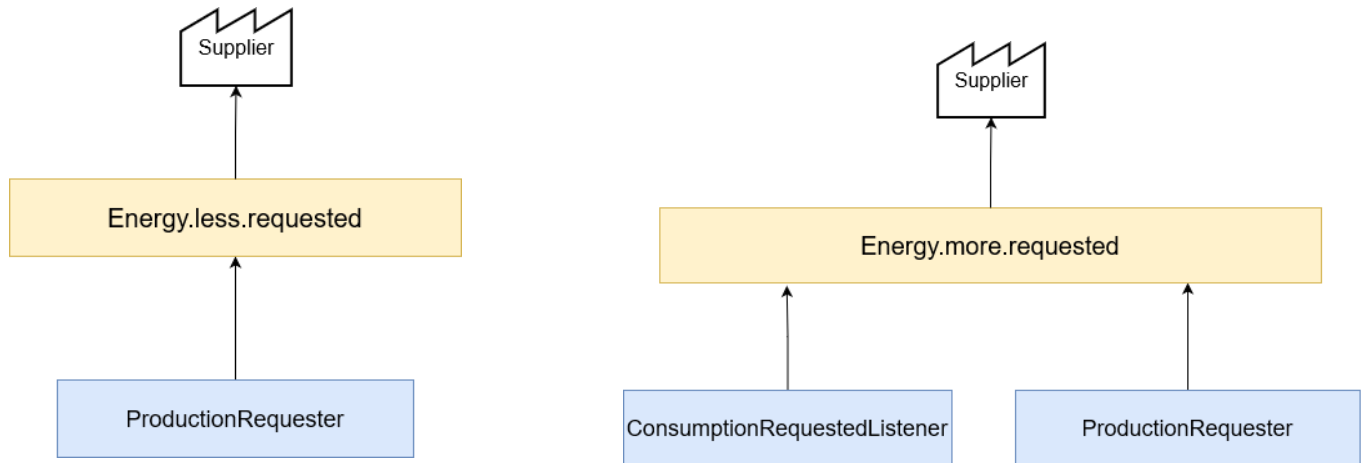 Supplier
Energy.less.requested
ProductionRequester
Supplier
Energy.more.requested
ConsumptionRequestedListener
ProductionRequester